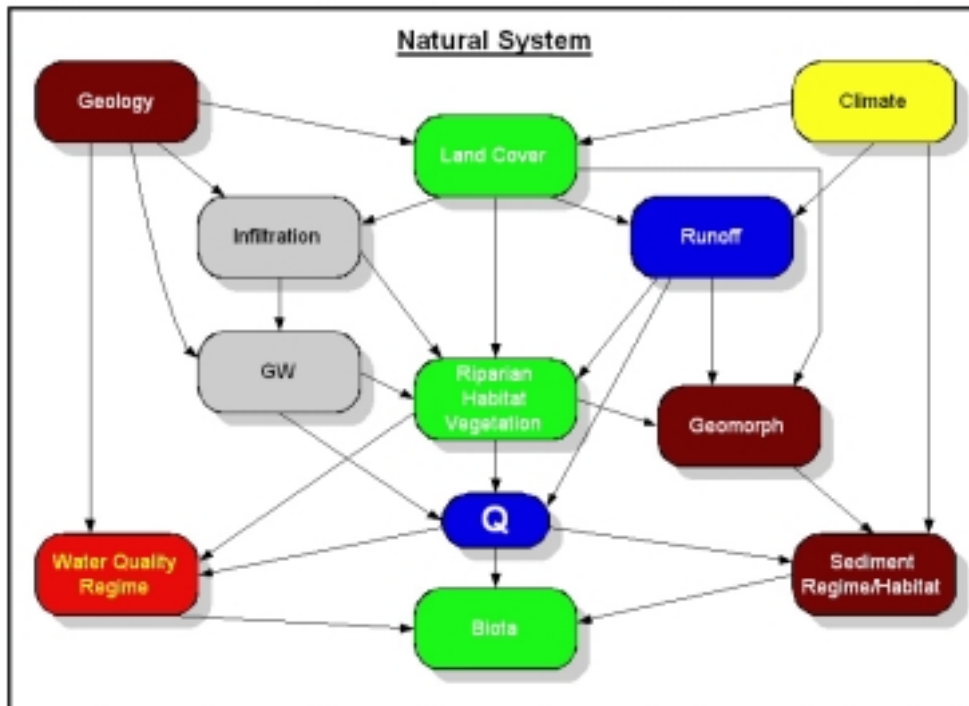 Natural System
Geology
Climate
Land Cover
Infiltration
Runoff
GW
Riparian
Habitat
Vegetation
Geomorph
Q
Water Quality
Regime
Sediment
Regime/Habitat
Biota